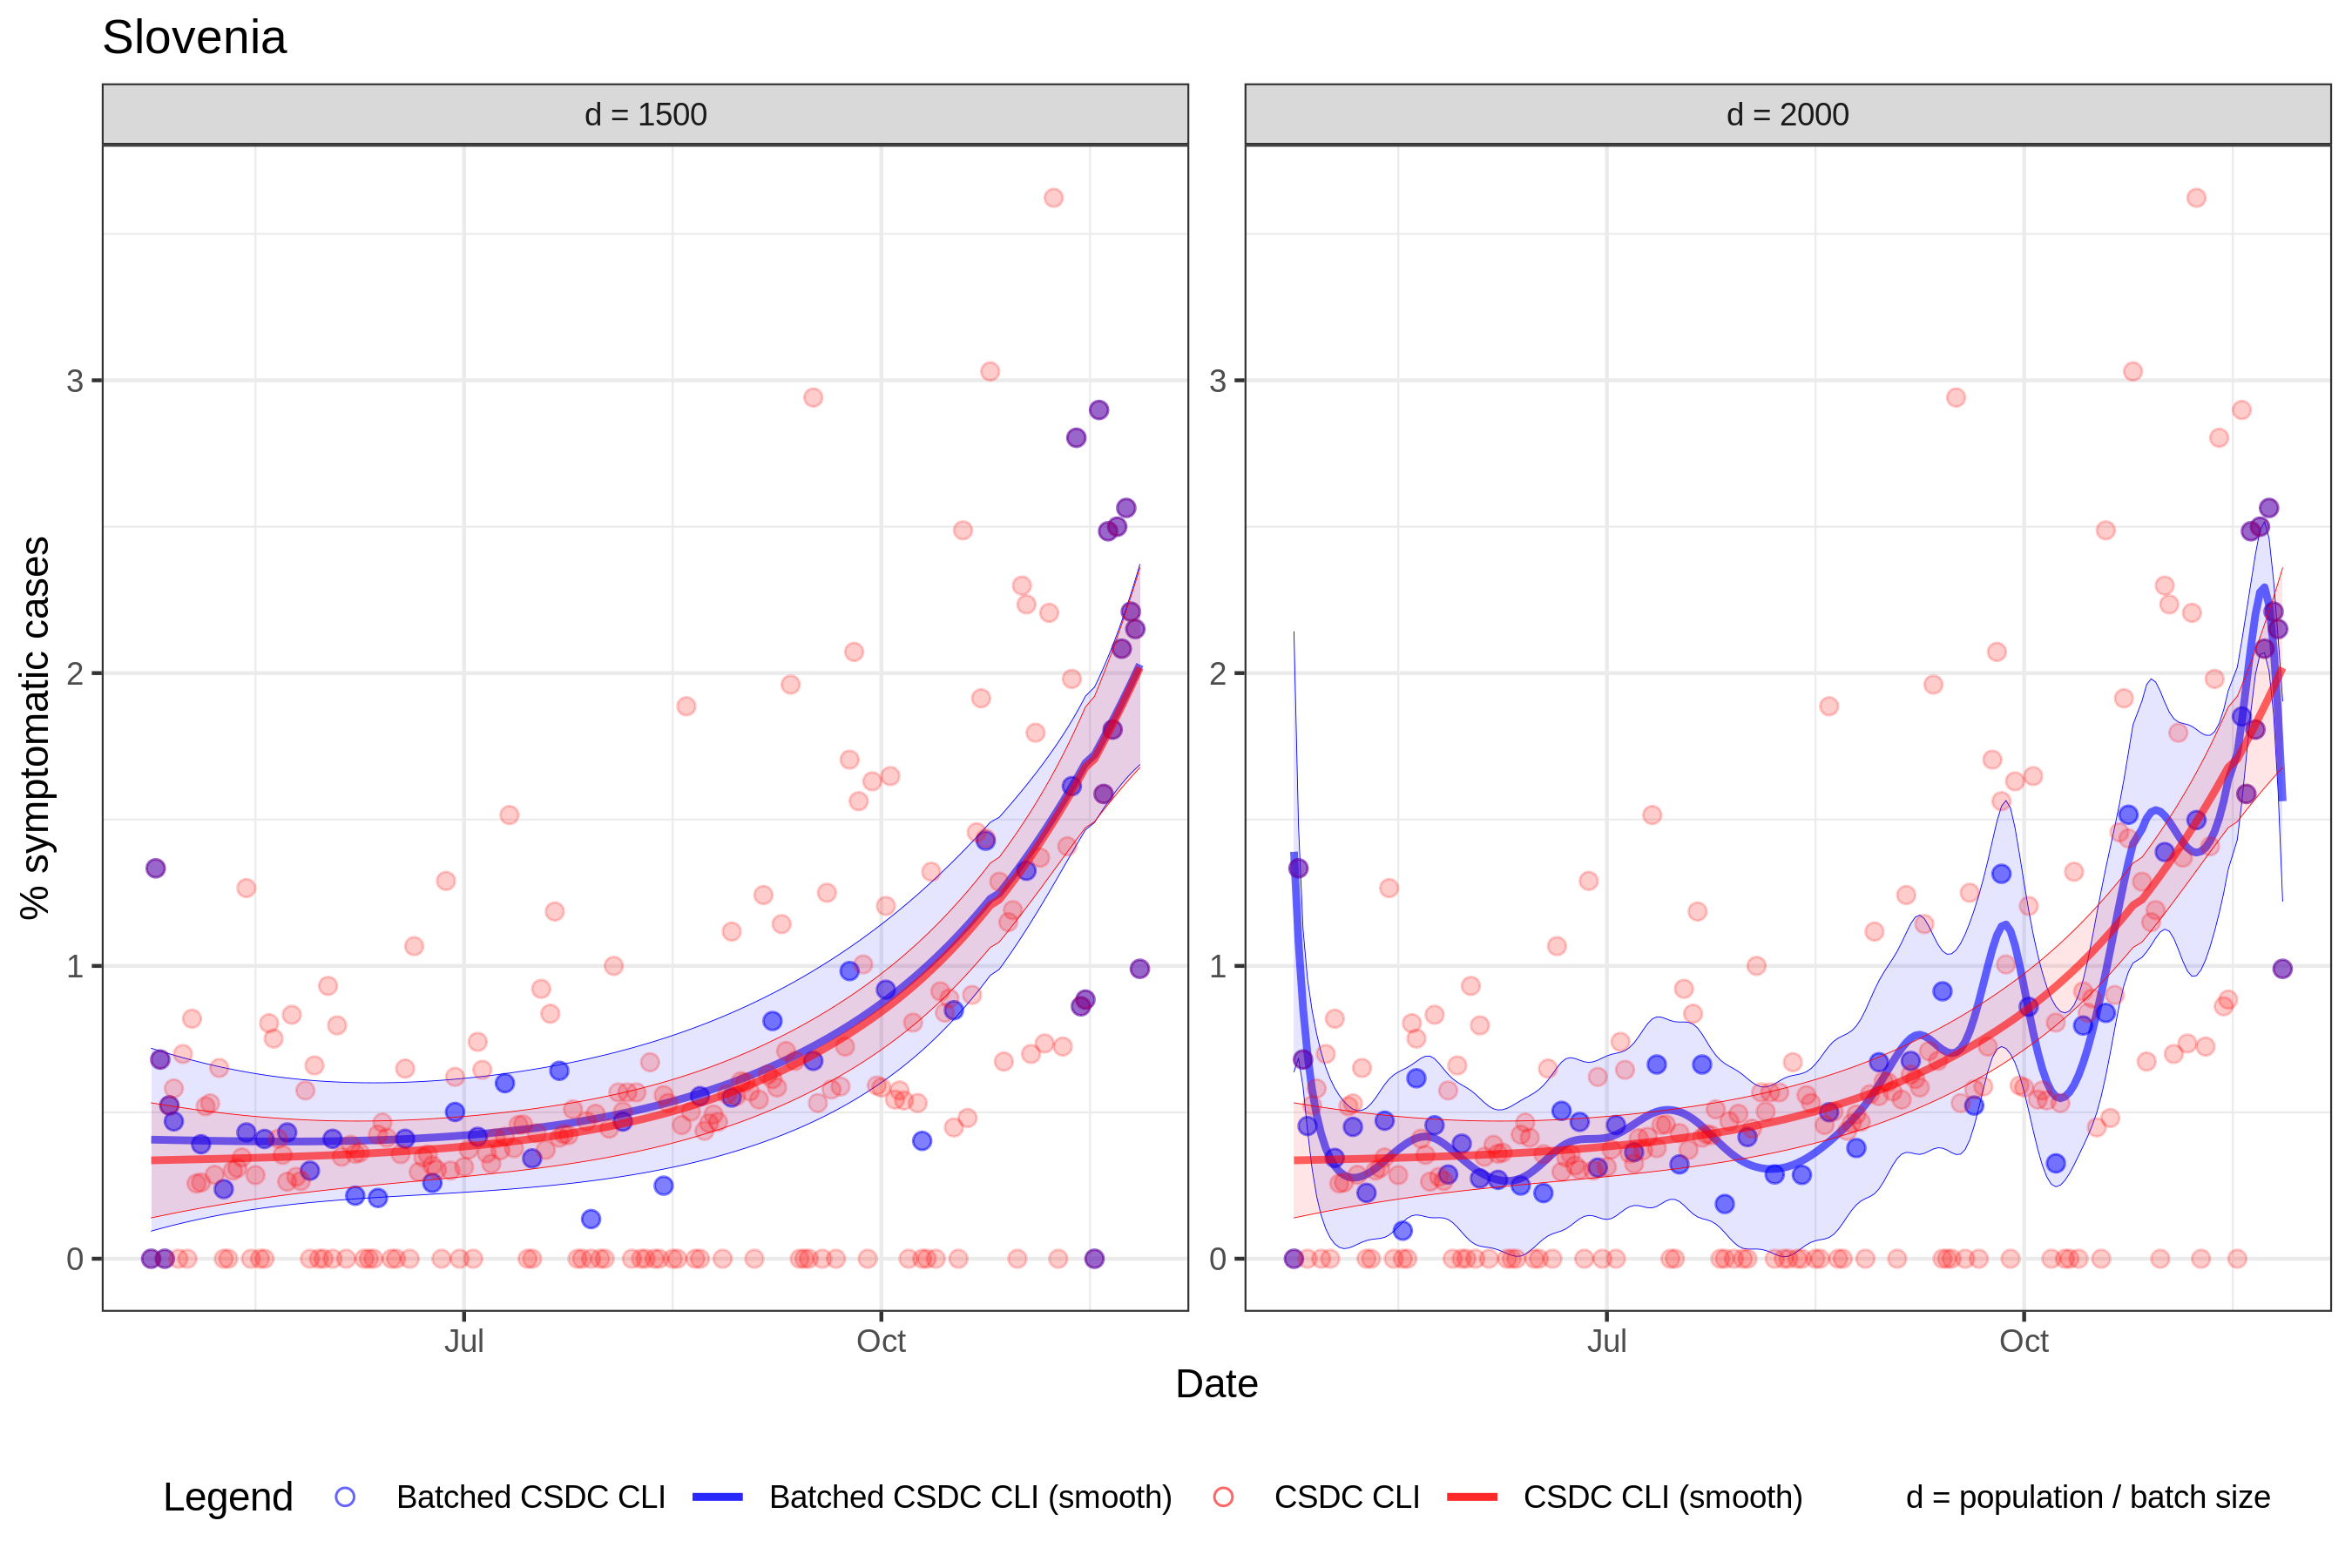 Slovenia
d = 1500
d = 2000
% symptomatic cases
3
2
1
0
3
2
1
0
Jul
Oct
Jul
Oct
Date
Legend
Batched CSDC CLI
Batched CSDC CLI (smooth)
CSDC CLI
CSDC CLI (smooth)
d = population / batch size